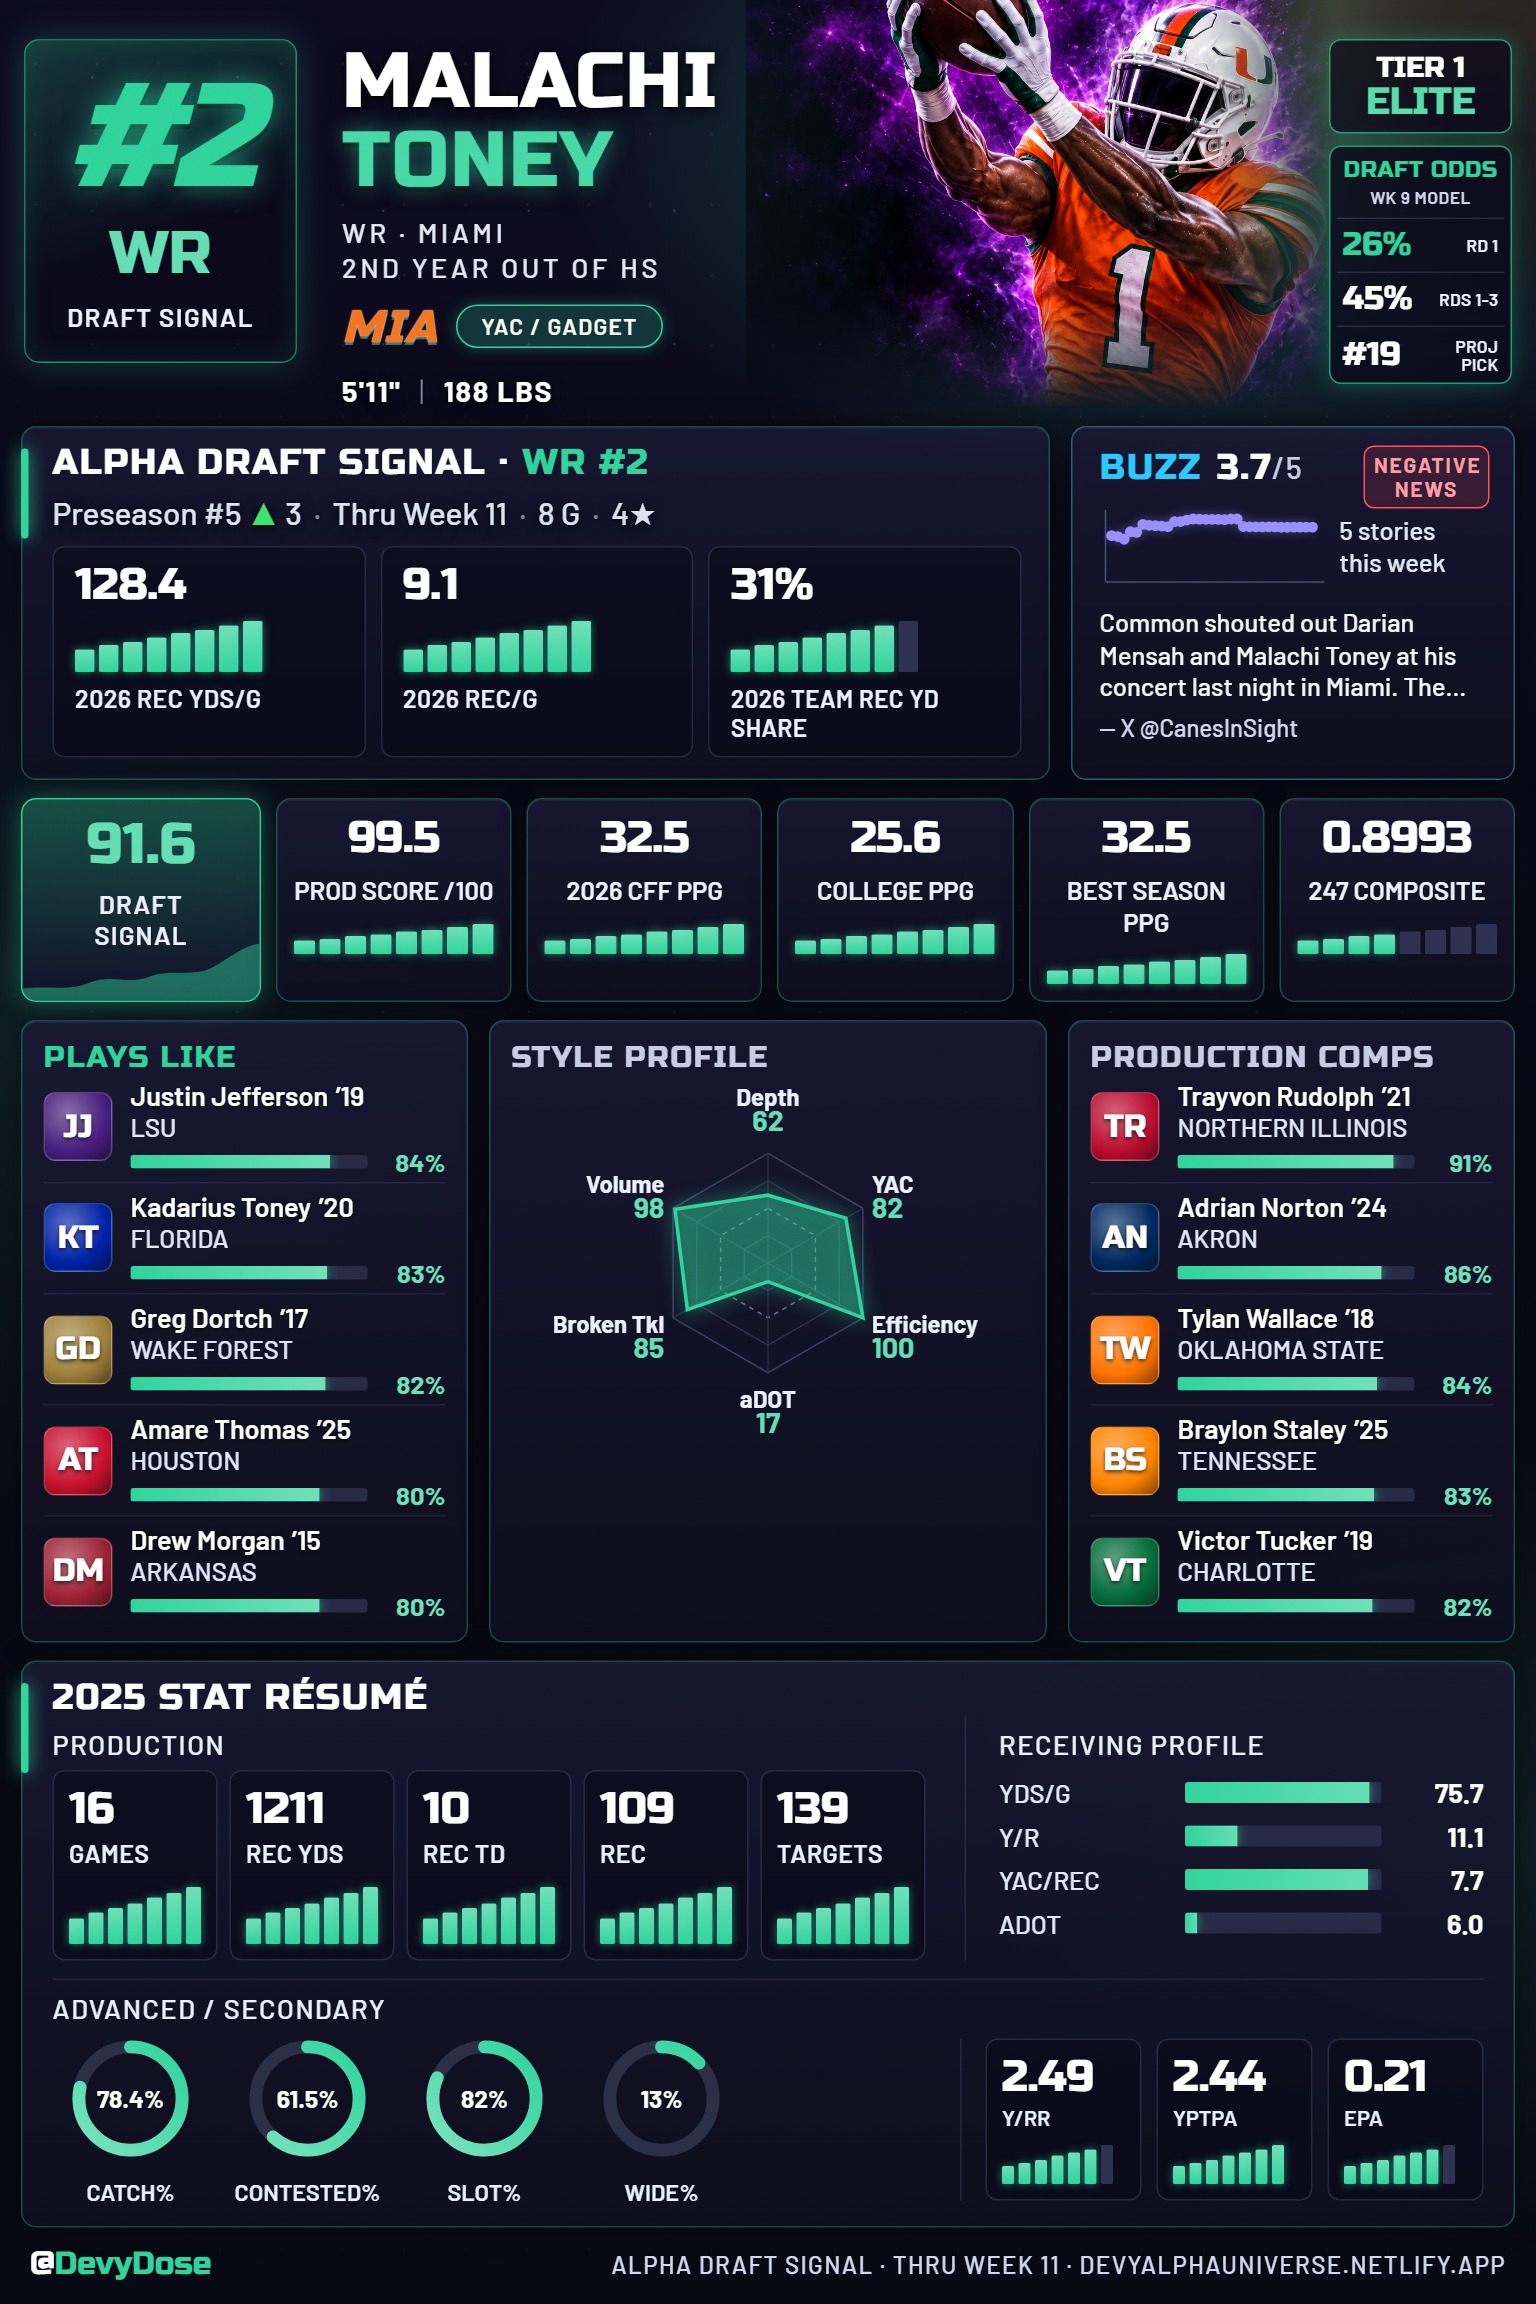 #2
WR
DRAFT SIGNAL
MALACHI
TONEY
WR · MIAMI
2ND YEAR OUT OF HS
MIA
YAC / GADGET
5'11" | 188 LBS
1
TIER 1
ELITE
DRAFT ODDS
WK 9 MODEL
26% RD 1
45% RDS 1-3
#19 PROJ PICK
ALPHA DRAFT SIGNAL · WR #2
Preseason #5 ▲ 3 · Thru Week 11 · 8 G · 4★
128.4
2026 REC YDS/G
9.1
2026 REC/G
31%
2026 TEAM REC YD
SHARE
BUZZ 3.7/5
NEGATIVE
NEWS
5 stories
this week
Common shouted out Darian
Mensah and Malachi Toney at his
concert last night in Miami. The...
— X @CanesInSight
91.6
DRAFT
SIGNAL
99.5
PROD SCORE /100
32.5
2026 CFF PPG
25.6
COLLEGE PPG
32.5
BEST SEASON
PPG
0.8993
247 COMPOSITE
PLAYS LIKE
JJ
Justin Jefferson '19
LSU
84%
KT
Kadarius Toney '20
FLORIDA
83%
GD
Greg Dortch '17
WAKE FOREST
82%
AT
Amare Thomas '25
HOUSTON
80%
DM
Drew Morgan '15
ARKANSAS
80%
STYLE PROFILE
Depth
62
Volume
98
YAC
82
Broken Tkl
85
Efficiency
100
aDOT
17
PRODUCTION COMPS
TR
Trayvon Rudolph '21
NORTHERN ILLINOIS
91%
AN
Adrian Norton '24
AKRON
86%
TW
Tylan Wallace '18
OKLAHOMA STATE
84%
BS
Braylon Staley '25
TENNESSEE
83%
VT
Victor Tucker '19
CHARLOTTE
82%
2025 STAT RÉSUMÉ
PRODUCTION
16
GAMES
1211
REC YDS
10
REC TD
109
REC
139
TARGETS
RECEIVING PROFILE
YDS/G 75.7
Y/R 11.1
YAC/REC 7.7
ADOT 6.0
ADVANCED / SECONDARY
78.4%
CATCH%
61.5%
CONTESTED%
82%
SLOT%
13%
WIDE%
2.49
Y/RR
2.44
YPTPA
0.21
EPA
@DevyDose
ALPHA DRAFT SIGNAL · THRU WEEK 11 · DEVYALPHAUNIVERSE.NETLIFY.APP